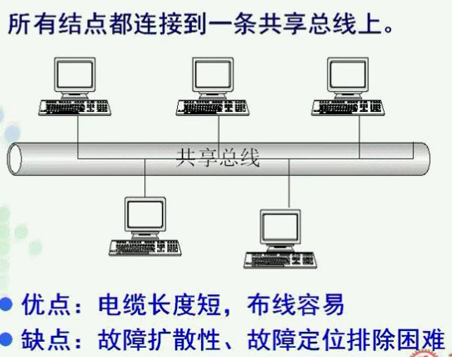 所有结点都连接到一条共享总线上。
共享总线
优点：电缆长度短，布线容易
缺点：故障扩散性、故障定位排除困难